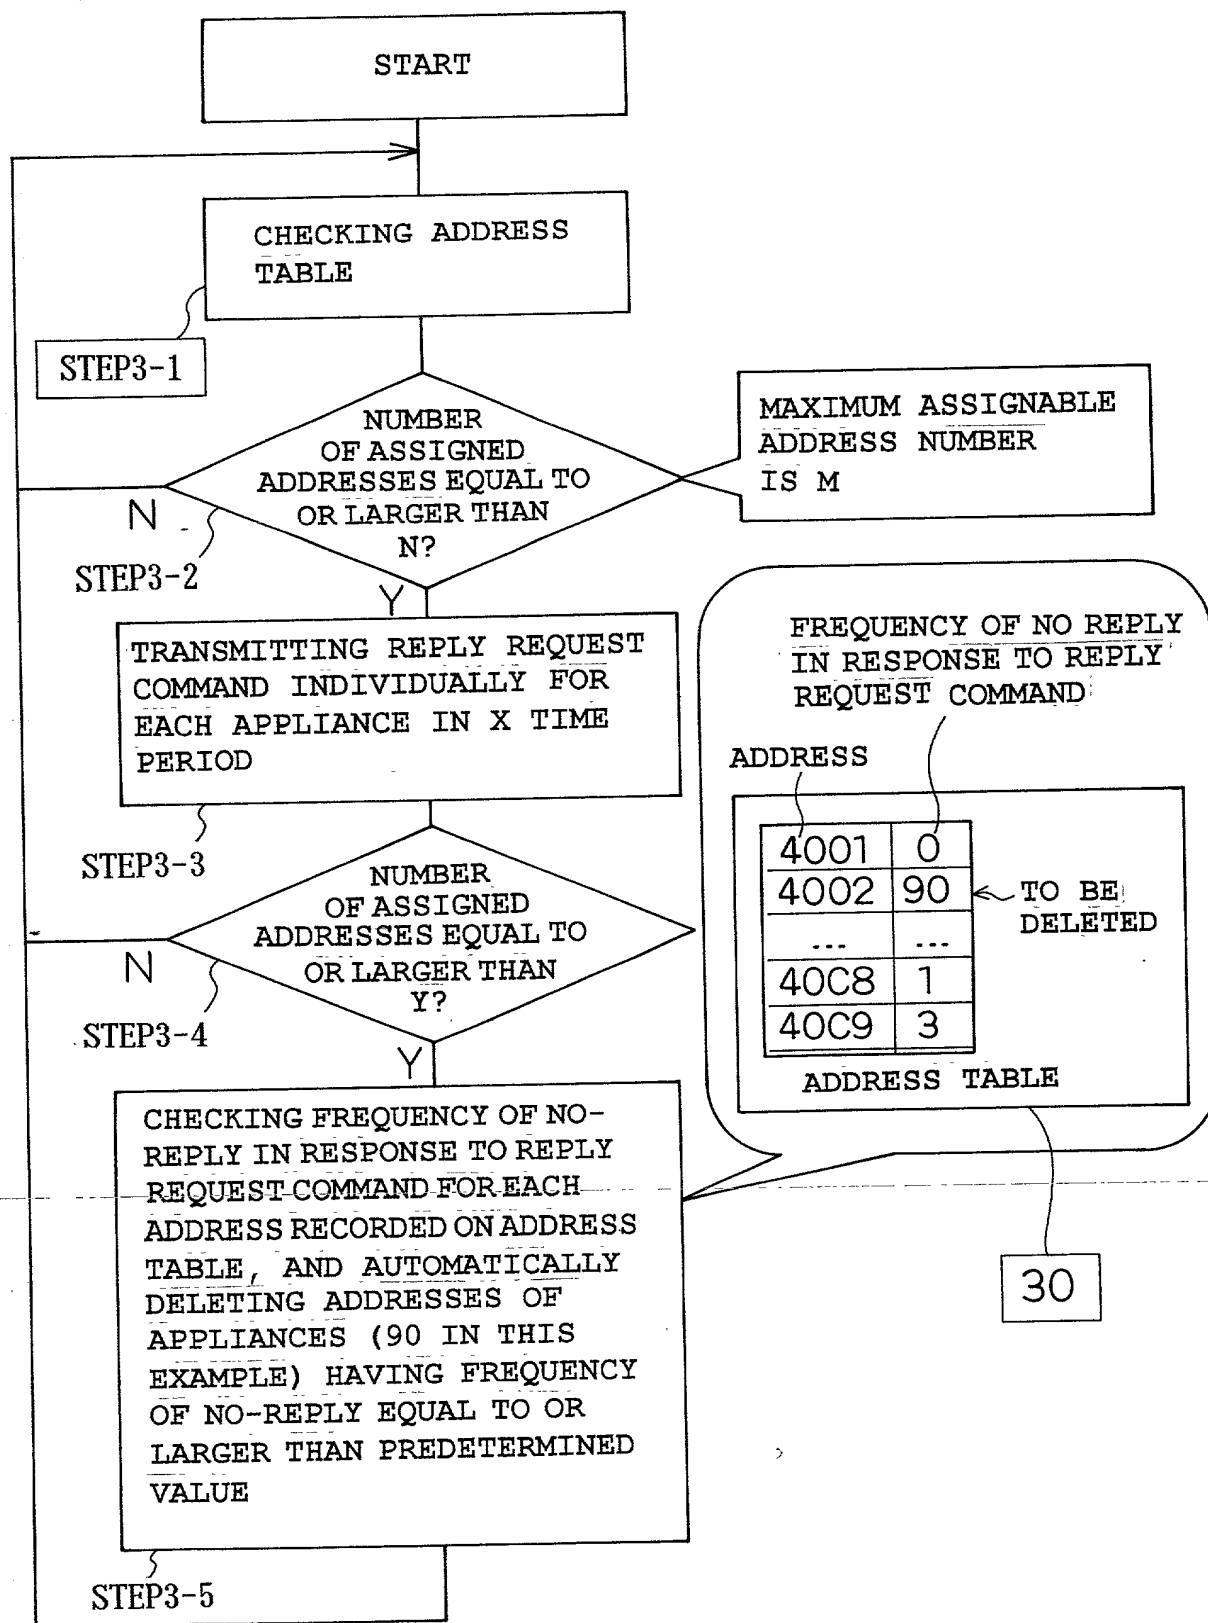 START
CHECKING ADDRESS
TABLE
STEP3-1
NUMBER
OF ASSIGNED
ADDRESSES EQUAL TO
OR LARGER THAN
N?
N
STEP3-2
Y
MAXIMUM ASSIGNABLE
ADDRESS NUMBER
IS M
TRANSMITTING REPLY REQUEST
COMMAND INDIVIDUALLY FOR
EACH APPLIANCE IN X TIME
PERIOD
STEP3-3
NUMBER
OF ASSIGNED
ADDRESSES EQUAL TO
OR LARGER THAN
Y?
N
STEP3-4
Y
FREQUENCY OF NO REPLY
IN RESPONSE TO REPLY
REQUEST COMMAND
ADDRESS
4001 0
4002 90
TO BE
DELETED
... ...
40C8 1
40C9 3
ADDRESS TABLE
30
CHECKING FREQUENCY OF NO-
REPLY IN RESPONSE TO REPLY
REQUEST COMMAND FOR EACH
ADDRESS RECORDED ON ADDRESS
TABLE, AND AUTOMATICALLY
DELETING ADDRESSES OF
APPLIANCES (90 IN THIS
EXAMPLE) HAVING FREQUENCY
OF NO-REPLY EQUAL TO OR
LARGER THAN PREDETERMINED
VALUE
STEP3-5